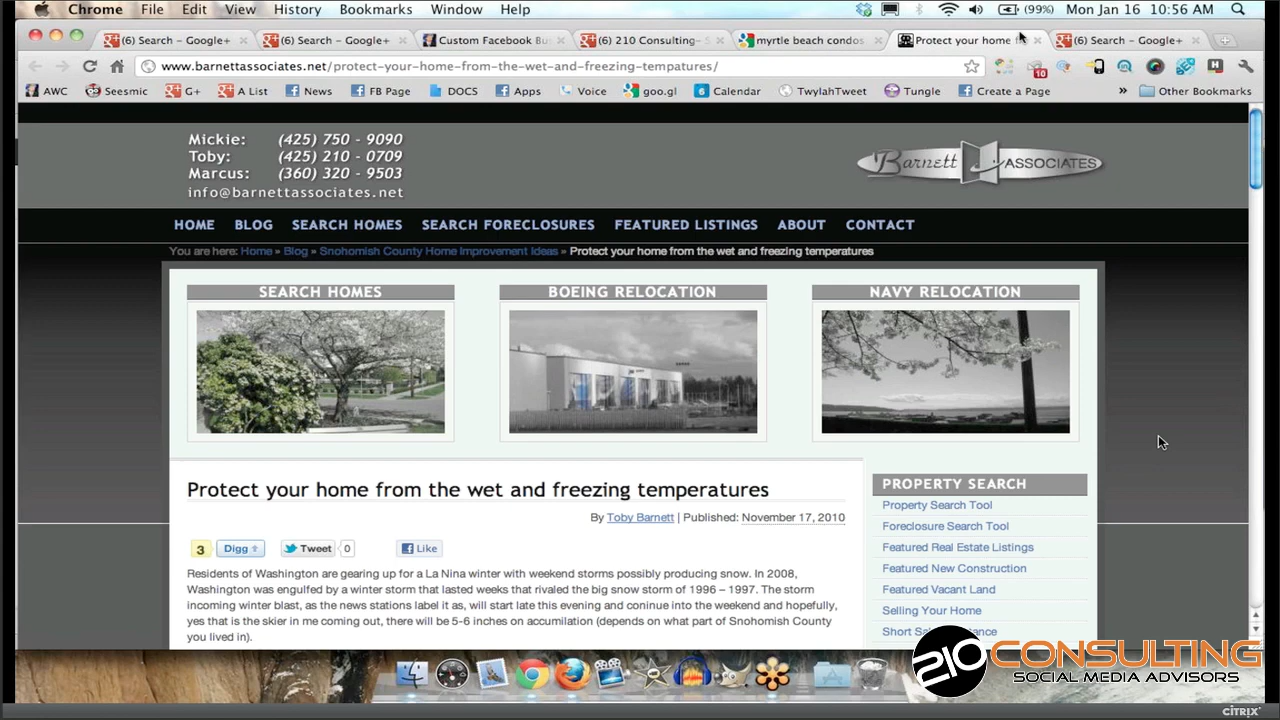 Chrome File Edit View History Bookmarks Window Help (99%) Mon Jan 16 10:56 AM
(6) Search – Google+ (6) Search – Google+ Custom Facebook Bu (6) 210 Consulting– S myrtle beach condos Protect your home f (6) Search – Google+
www.barnettassociates.net/protect-your-home-from-the-wet-and-freezing-tempatures/ 10
AWC Seesmic G+ A List News FB Page DOCS Apps Voice goo.gl 6 Calendar TwylahTweet Tungle Create a Page » Other Bookmarks
Mickie: (425) 750 - 9090
Toby: (425) 210 - 0709
Marcus: (360) 320 - 9503
info@barnettassociates.net
Barnett ASSOCIATES
HOME BLOG SEARCH HOMES SEARCH FORECLOSURES FEATURED LISTINGS ABOUT CONTACT
You are here: Home » Blog » Snohomish County Home Improvement Ideas » Protect your home from the wet and freezing temperatures
SEARCH HOMES BOEING RELOCATION NAVY RELOCATION
Protect your home from the wet and freezing temperatures
By Toby Barnett | Published: November 17, 2010
3 Digg Tweet 0 Like
Residents of Washington are gearing up for a La Nina winter with weekend storms possibly producing snow. In 2008,
Washington was engulfed by a winter storm that lasted weeks that rivaled the big snow storm of 1996 – 1997. The storm
incoming winter blast, as the news stations label it as, will start late this evening and coninue into the weekend and hopefully,
yes that is the skier in me coming out, there will be 5-6 inches on accumilation (depends on what part of Snohomish County
you lived in).
PROPERTY SEARCH
Property Search Tool
Foreclosure Search Tool
Featured Real Estate Listings
Featured New Construction
Featured Vacant Land
Selling Your Home
210 CONSULTING
SOCIAL MEDIA ADVISORS
CITRIX